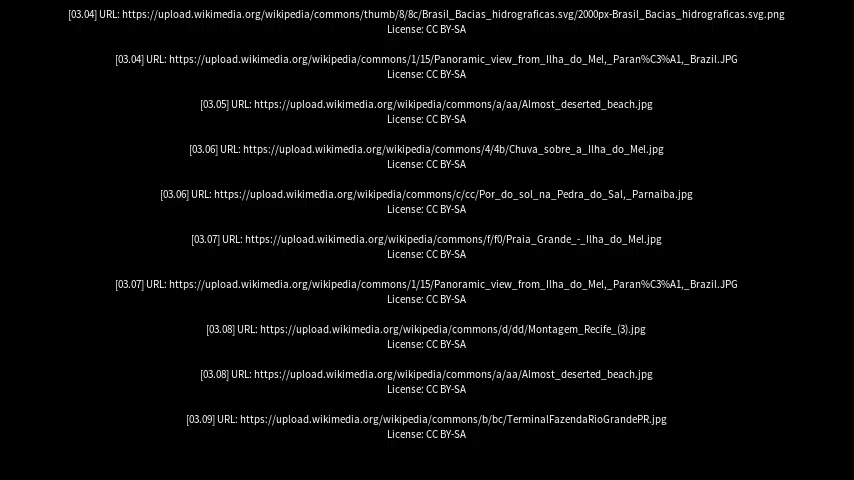 [03.04] URL: https://upload.wikimedia.org/wikipedia/commons/thumb/8/8c/Brasil_Bacias_hidrograficas.svg/2000px-Brasil_Bacias_hidrograficas.svg.png
License: CC BY-SA
[03.04] URL: https://upload.wikimedia.org/wikipedia/commons/1/15/Panoramic_view_from_Ilha_do_Mel,_Paran%C3%A1,_Brazil.JPG
License: CC BY-SA
[03.05] URL: https://upload.wikimedia.org/wikipedia/commons/a/aa/Almost_deserted_beach.jpg
License: CC BY-SA
[03.06] URL: https://upload.wikimedia.org/wikipedia/commons/4/4b/Chuva_sobre_a_Ilha_do_Mel.jpg
License: CC BY-SA
[03.06] URL: https://upload.wikimedia.org/wikipedia/commons/c/cc/Por_do_sol_na_Pedra_do_Sal,_Parnaiba.jpg
License: CC BY-SA
[03.07] URL: https://upload.wikimedia.org/wikipedia/commons/f/f0/Praia_Grande_-_Ilha_do_Mel.jpg
License: CC BY-SA
[03.07] URL: https://upload.wikimedia.org/wikipedia/commons/1/15/Panoramic_view_from_Ilha_do_Mel,_Paran%C3%A1,_Brazil.JPG
License: CC BY-SA
[03.08] URL: https://upload.wikimedia.org/wikipedia/commons/d/dd/Montagem_Recife_(3).jpg
License: CC BY-SA
[03.08] URL: https://upload.wikimedia.org/wikipedia/commons/a/aa/Almost_deserted_beach.jpg
License: CC BY-SA
[03.09] URL: https://upload.wikimedia.org/wikipedia/commons/b/bc/TerminalFazendaRioGrandePR.jpg
License: CC BY-SA